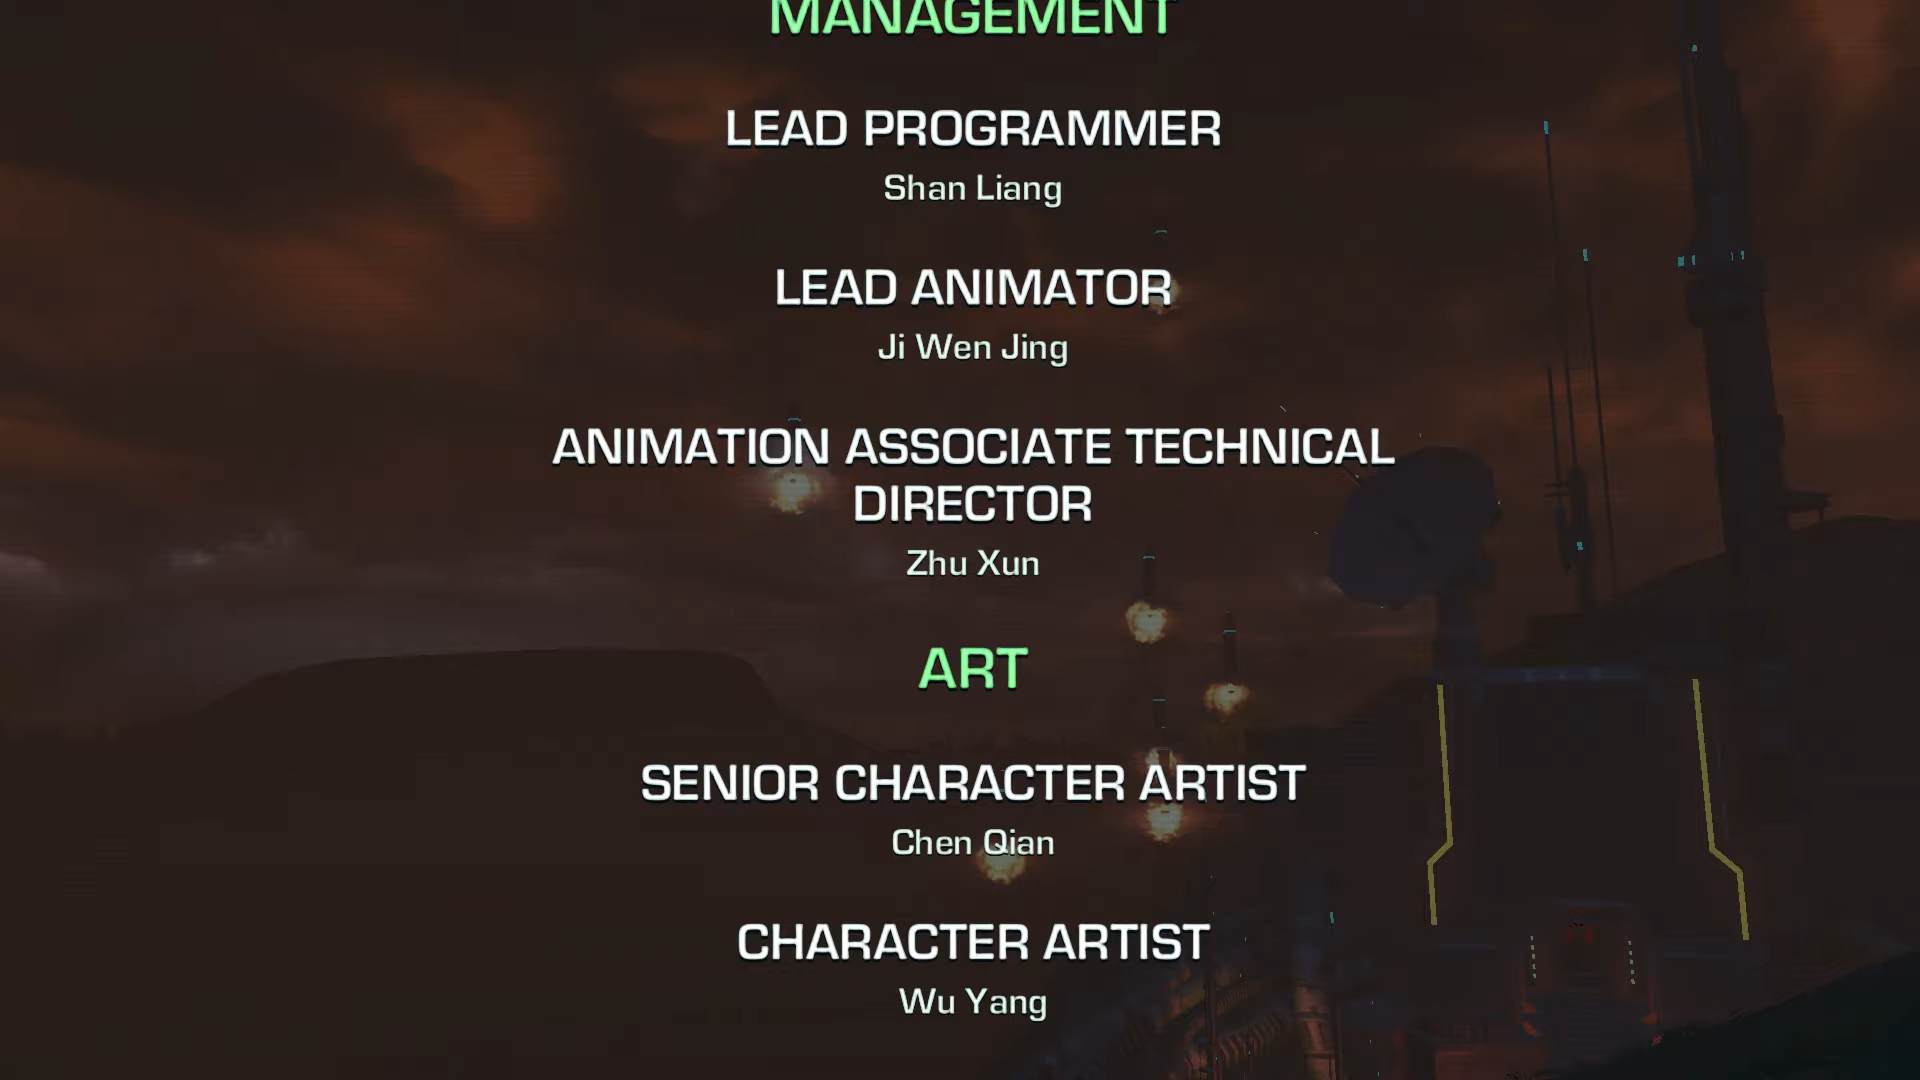 MANAGEMENT
LEAD PROGRAMMER
Shan Liang
LEAD ANIMATOR
Ji Wen Jing
ANIMATION ASSOCIATE TECHNICAL
DIRECTOR
Zhu Xun
ART
SENIOR CHARACTER ARTIST
Chen Qian
CHARACTER ARTIST
Wu Yang